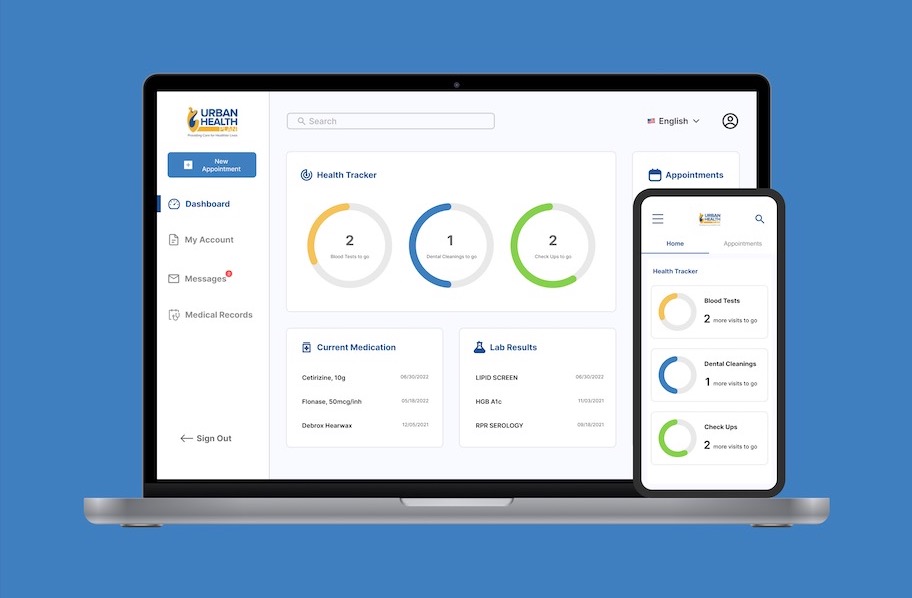 URBAN
HEALTH
PLAN
Providing Care for Healthier Lives
New
Appointment
Dashboard
My Account
Messages
Medical Records
Sign Out
Search
English
Health Tracker
2
Blood Tests to go
1
Dental Cleanings to go
2
Check Ups to go
Appointments
Current Medication
Cetirizine, 10g 06/30/2022
Flonase, 50mcg/inh 05/18/2022
Debrox Hearwax 12/05/2021
Lab Results
LIPID SCREEN 06/30/2022
HGB A1c 11/03/2021
RPR SEROLOGY 08/18/2021
URBAN
HEALTH
Home Appointments
Health Tracker
Blood Tests
2 more visits to go
Dental Cleanings
1 more visits to go
Check Ups
2 more visits to go